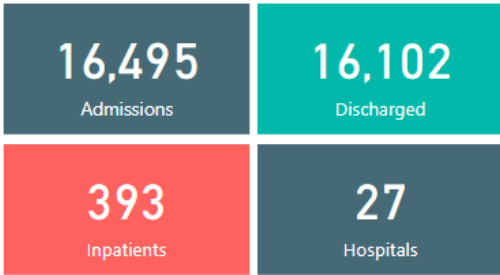 16,495
Admissions
16,102
Discharged
393
Inpatients
27
Hospitals